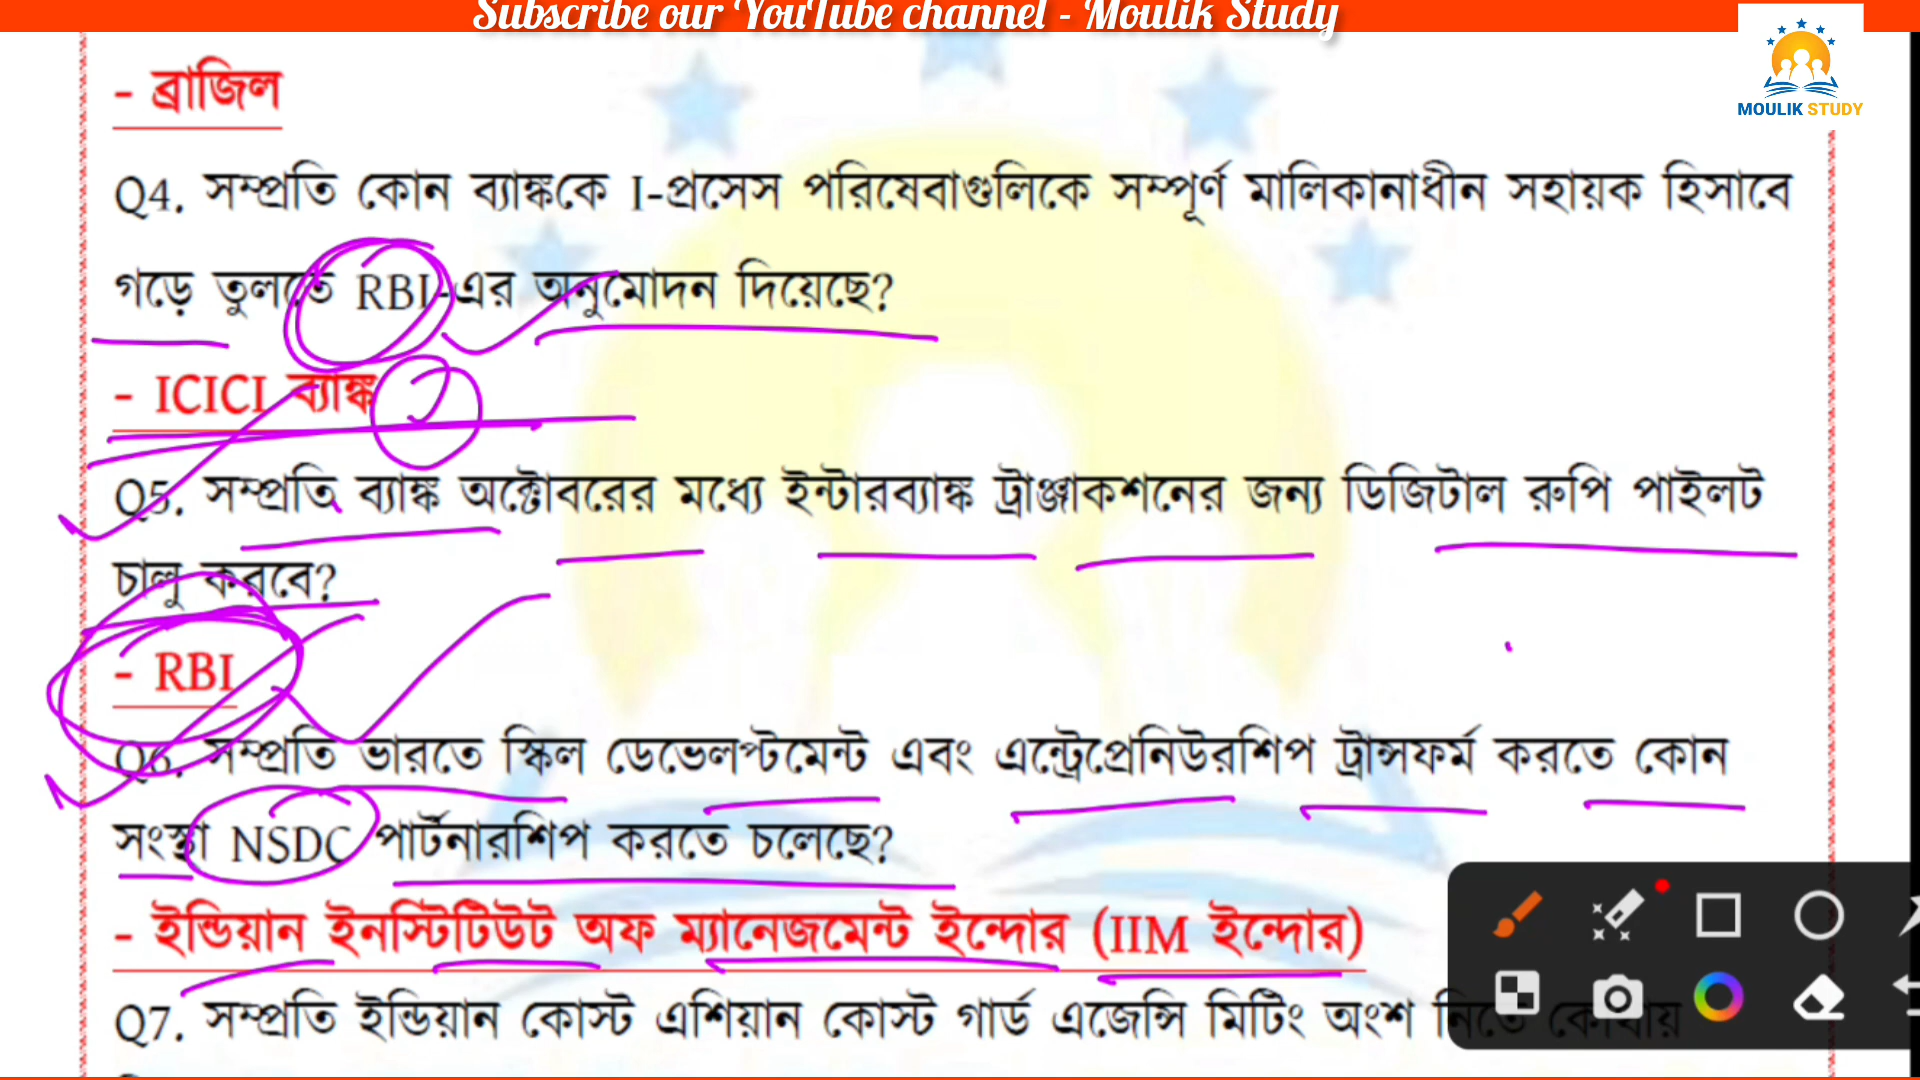 Subscribe our YouTube channel - Moulik Study
MOULIK STUDY
- ব্রাজিল
Q4. সম্প্রতি কোন ব্যাঙ্ককে I-প্রসেস পরিষেবাগুলিকে সম্পূর্ণ মালিকানাধীন সহায়ক হিসাবে
গড়ে তুলতে RBI-এর অনুমোদন দিয়েছে?
- ICICI ব্যাঙ্ক
Q5. সম্প্রতি ব্যাঙ্ক অক্টোবরের মধ্যে ইন্টারব্যাঙ্ক ট্রাঞ্জাকশনের জন্য ডিজিটাল রুপি পাইলট
চালু করবে?
- RBI
Q6. সম্প্রতি ভারতে স্কিল ডেভেলপ্টমেন্ট এবং এন্ট্রেপ্রেনিউরশিপ ট্রান্সফর্ম করতে কোন
সংস্থা NSDC পার্টনারশিপ করতে চলেছে?
- ইন্ডিয়ান ইনস্টিটিউট অফ ম্যানেজমেন্ট ইন্দোর (IIM ইন্দোর)
Q7. সম্প্রতি ইন্ডিয়ান কোস্ট এশিয়ান কোস্ট গার্ড এজেন্সি মিটিং অংশ নিতে কোথায়